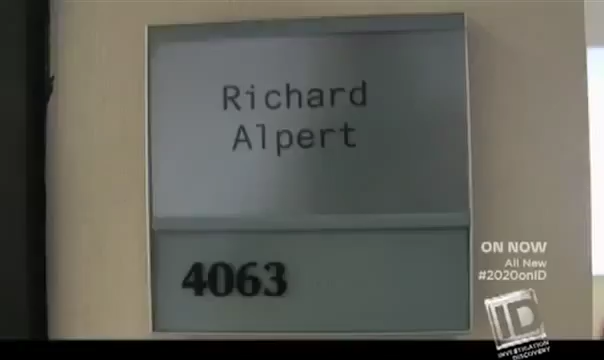 Richard
Alpert
4063
ON NOW
All New
#2020onID
ID
INVESTIGATION
DISCOVERY